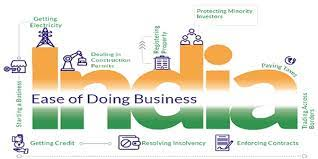 Getting
Electricity
Dealing in
Construction
Permits
Registering
Property
Protecting Minority
Investors
Paying Taxes
Starting a Business
India
Ease of Doing Business
Trading Across
Borders
Getting Credit
Resolving Insolvency
Enforcing Contracts